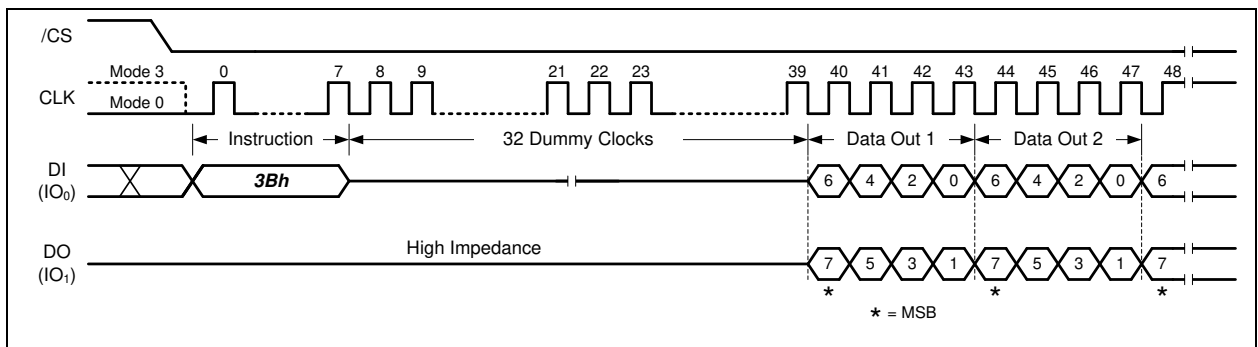 /CS
Mode 3 0 7 8 9 21 22 23 39 40 41 42 43 44 45 46 47 48
CLK Mode 0
Instruction 32 Dummy Clocks Data Out 1 Data Out 2
DI
(IO₀)
3Bh 6 4 2 0 6 4 2 0 6
High Impedance
DO
(IO₁)
7 5 3 1 7 5 3 1 7
* * *
* = MSB